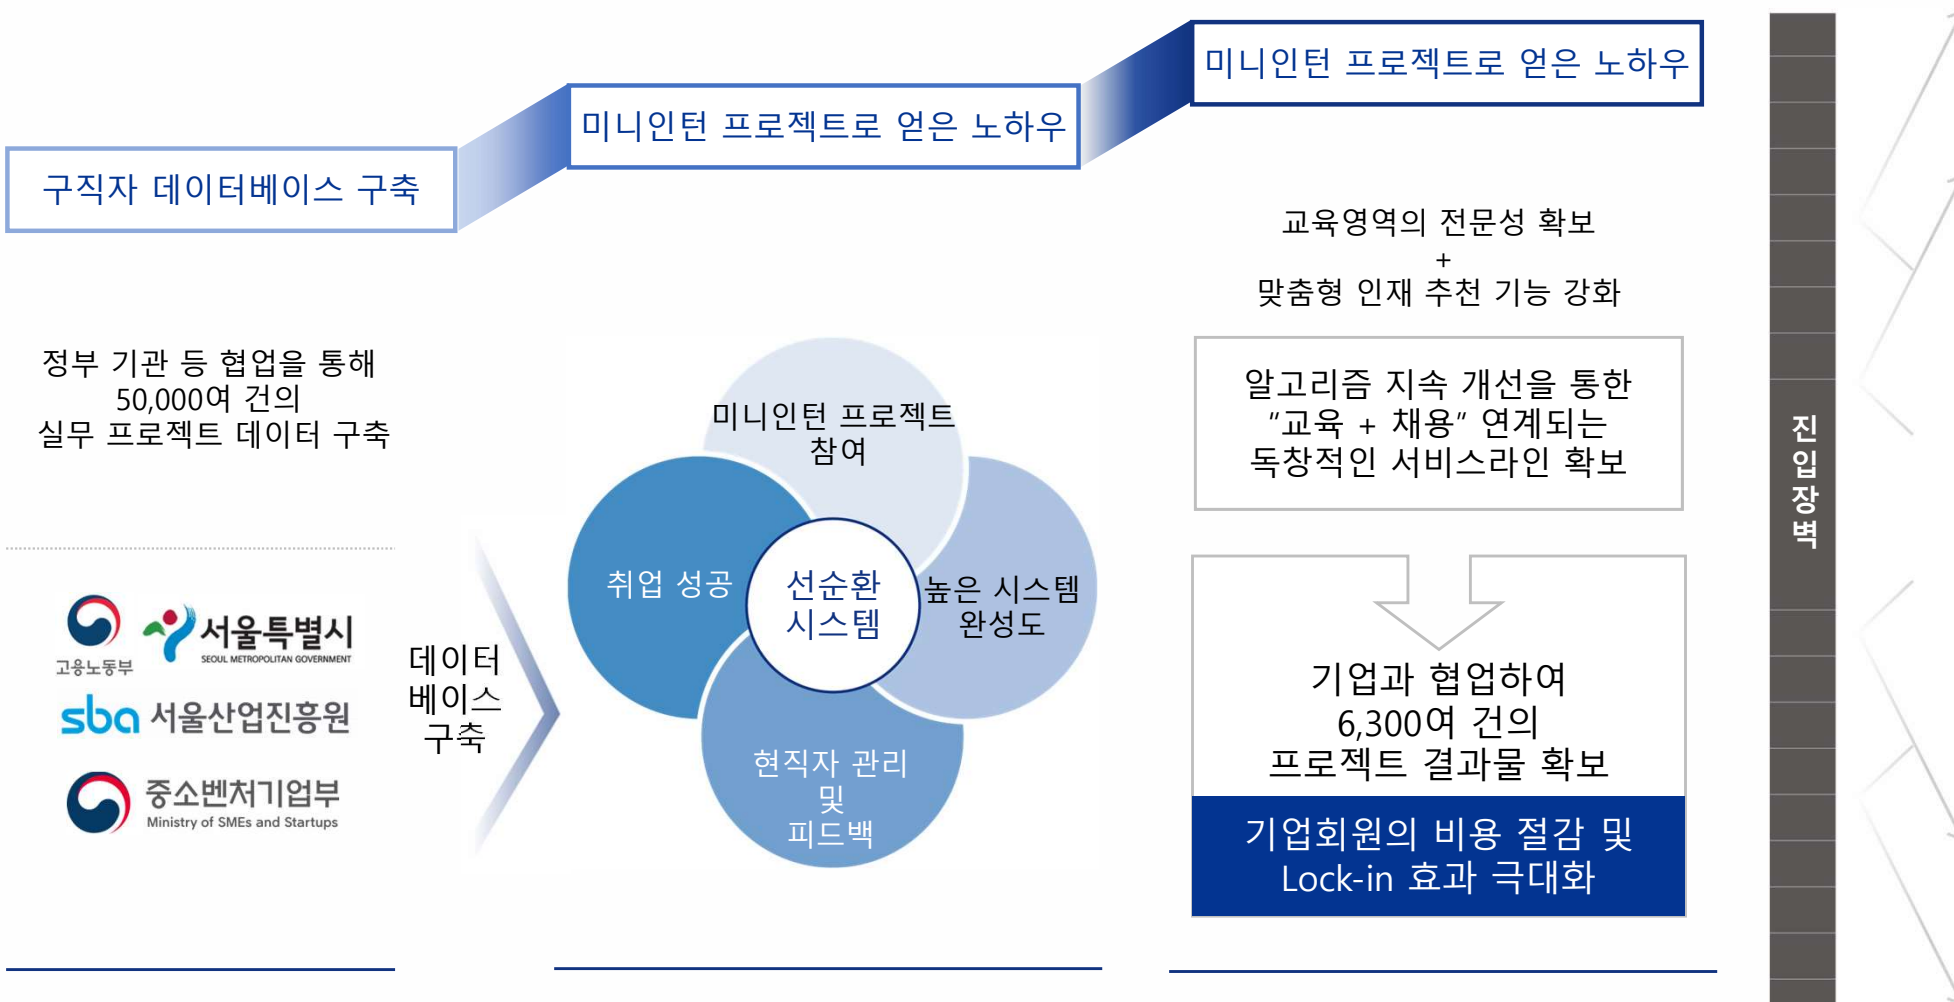 구직자 데이터베이스 구축
미니인턴 프로젝트로 얻은 노하우
미니인턴 프로젝트로 얻은 노하우
정부 기관 등 협업을 통해
50,000여 건의
실무 프로젝트 데이터 구축
고용노동부
서울특별시
SEOUL METROPOLITAN GOVERNMENT
sba 서울산업진흥원
중소벤처기업부
Ministry of SMEs and Startups
데이터
베이스
구축
미니인턴 프로젝트
참여
취업 성공
선순환
시스템
높은 시스템
완성도
현직자 관리
및
피드백
교육영역의 전문성 확보
+
맞춤형 인재 추천 기능 강화
알고리즘 지속 개선을 통한
“교육 + 채용” 연계되는
독창적인 서비스라인 확보
기업과 협업하여
6,300여 건의
프로젝트 결과물 확보
기업회원의 비용 절감 및
Lock-in 효과 극대화
진
입
장
벽